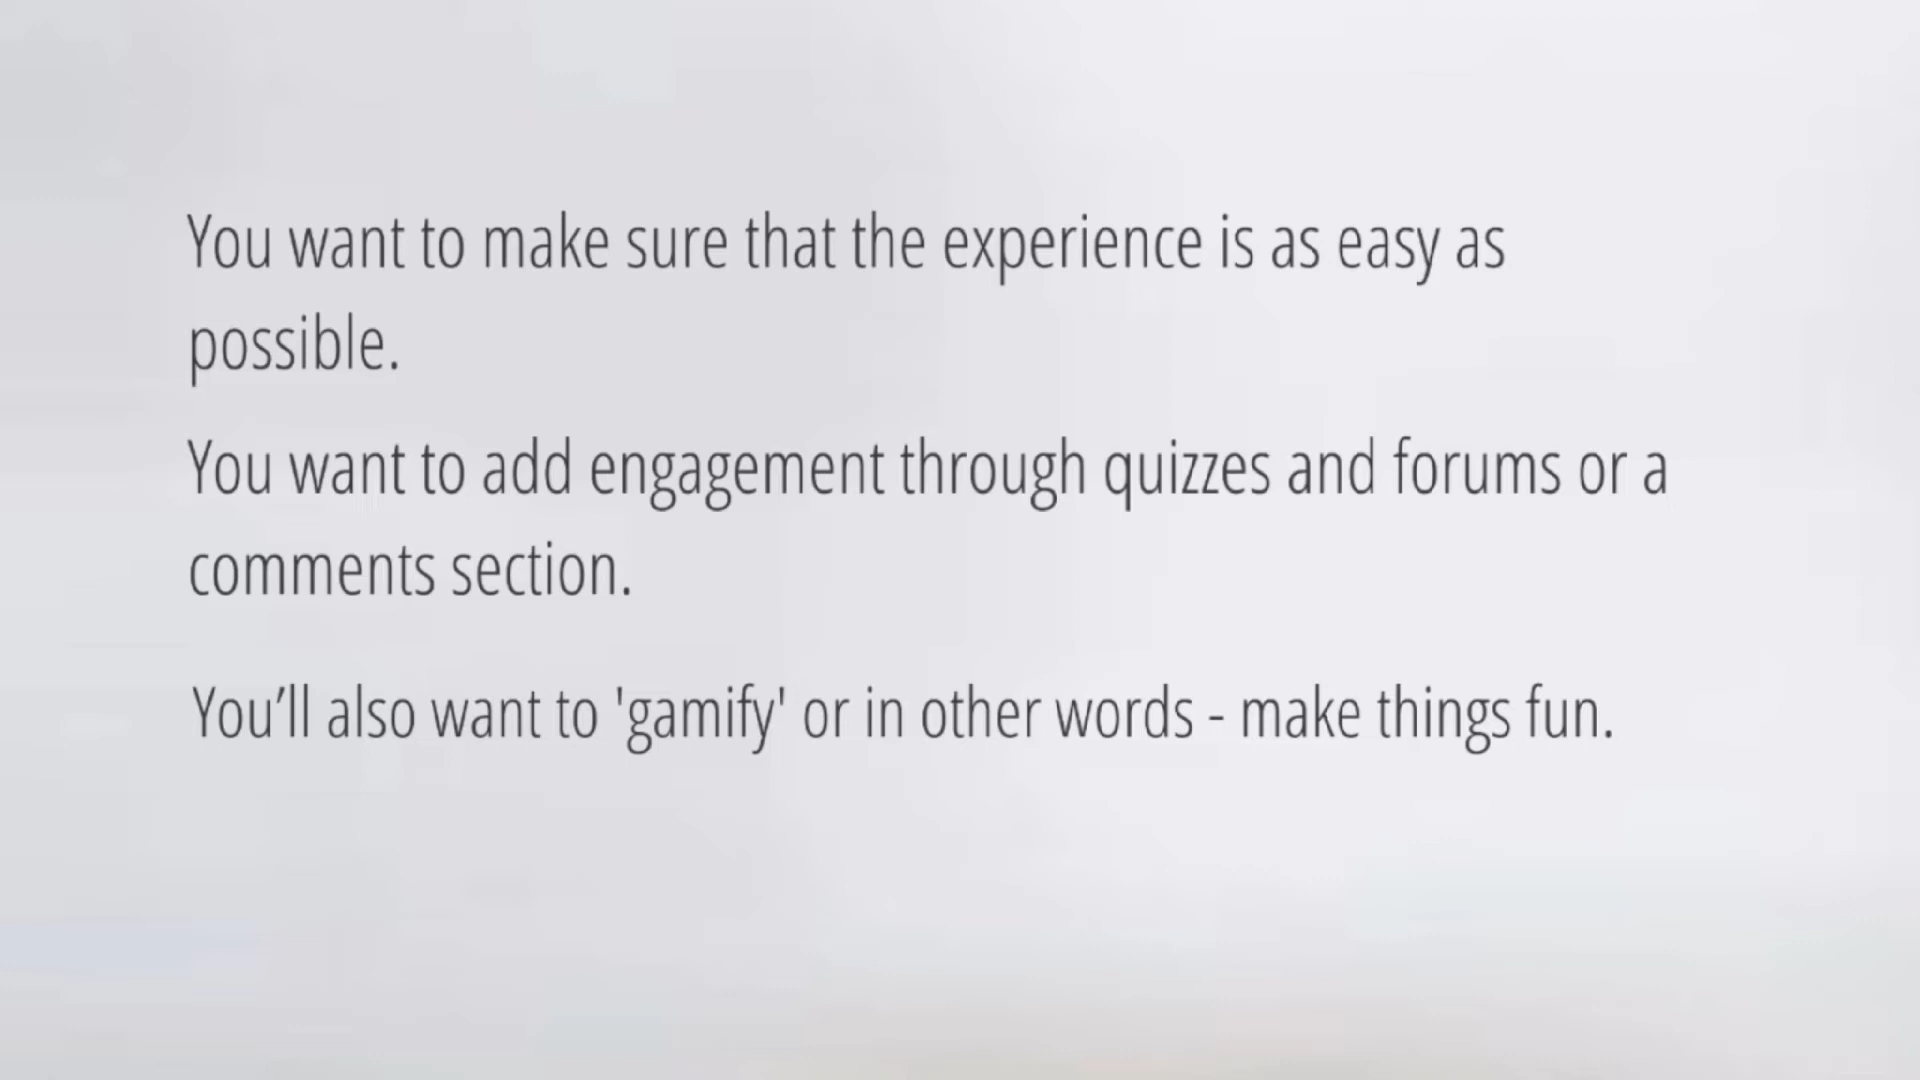 You want to make sure that the experience is as easy as
possible.
You want to add engagement through quizzes and forums or a
comments section.
You’ll also want to 'gamify' or in other words - make things fun.